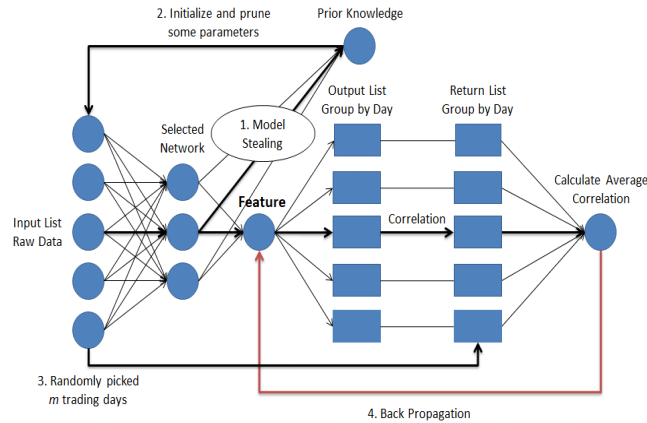 2. Initialize and prune
some parameters
Prior Knowledge
Output List
Group by Day
Return List
Group by Day
Selected
Network
1. Model
Stealing
Calculate Average
Correlation
Feature
Input List
Raw Data
Correlation
3. Randomly picked
m trading days
4. Back Propagation